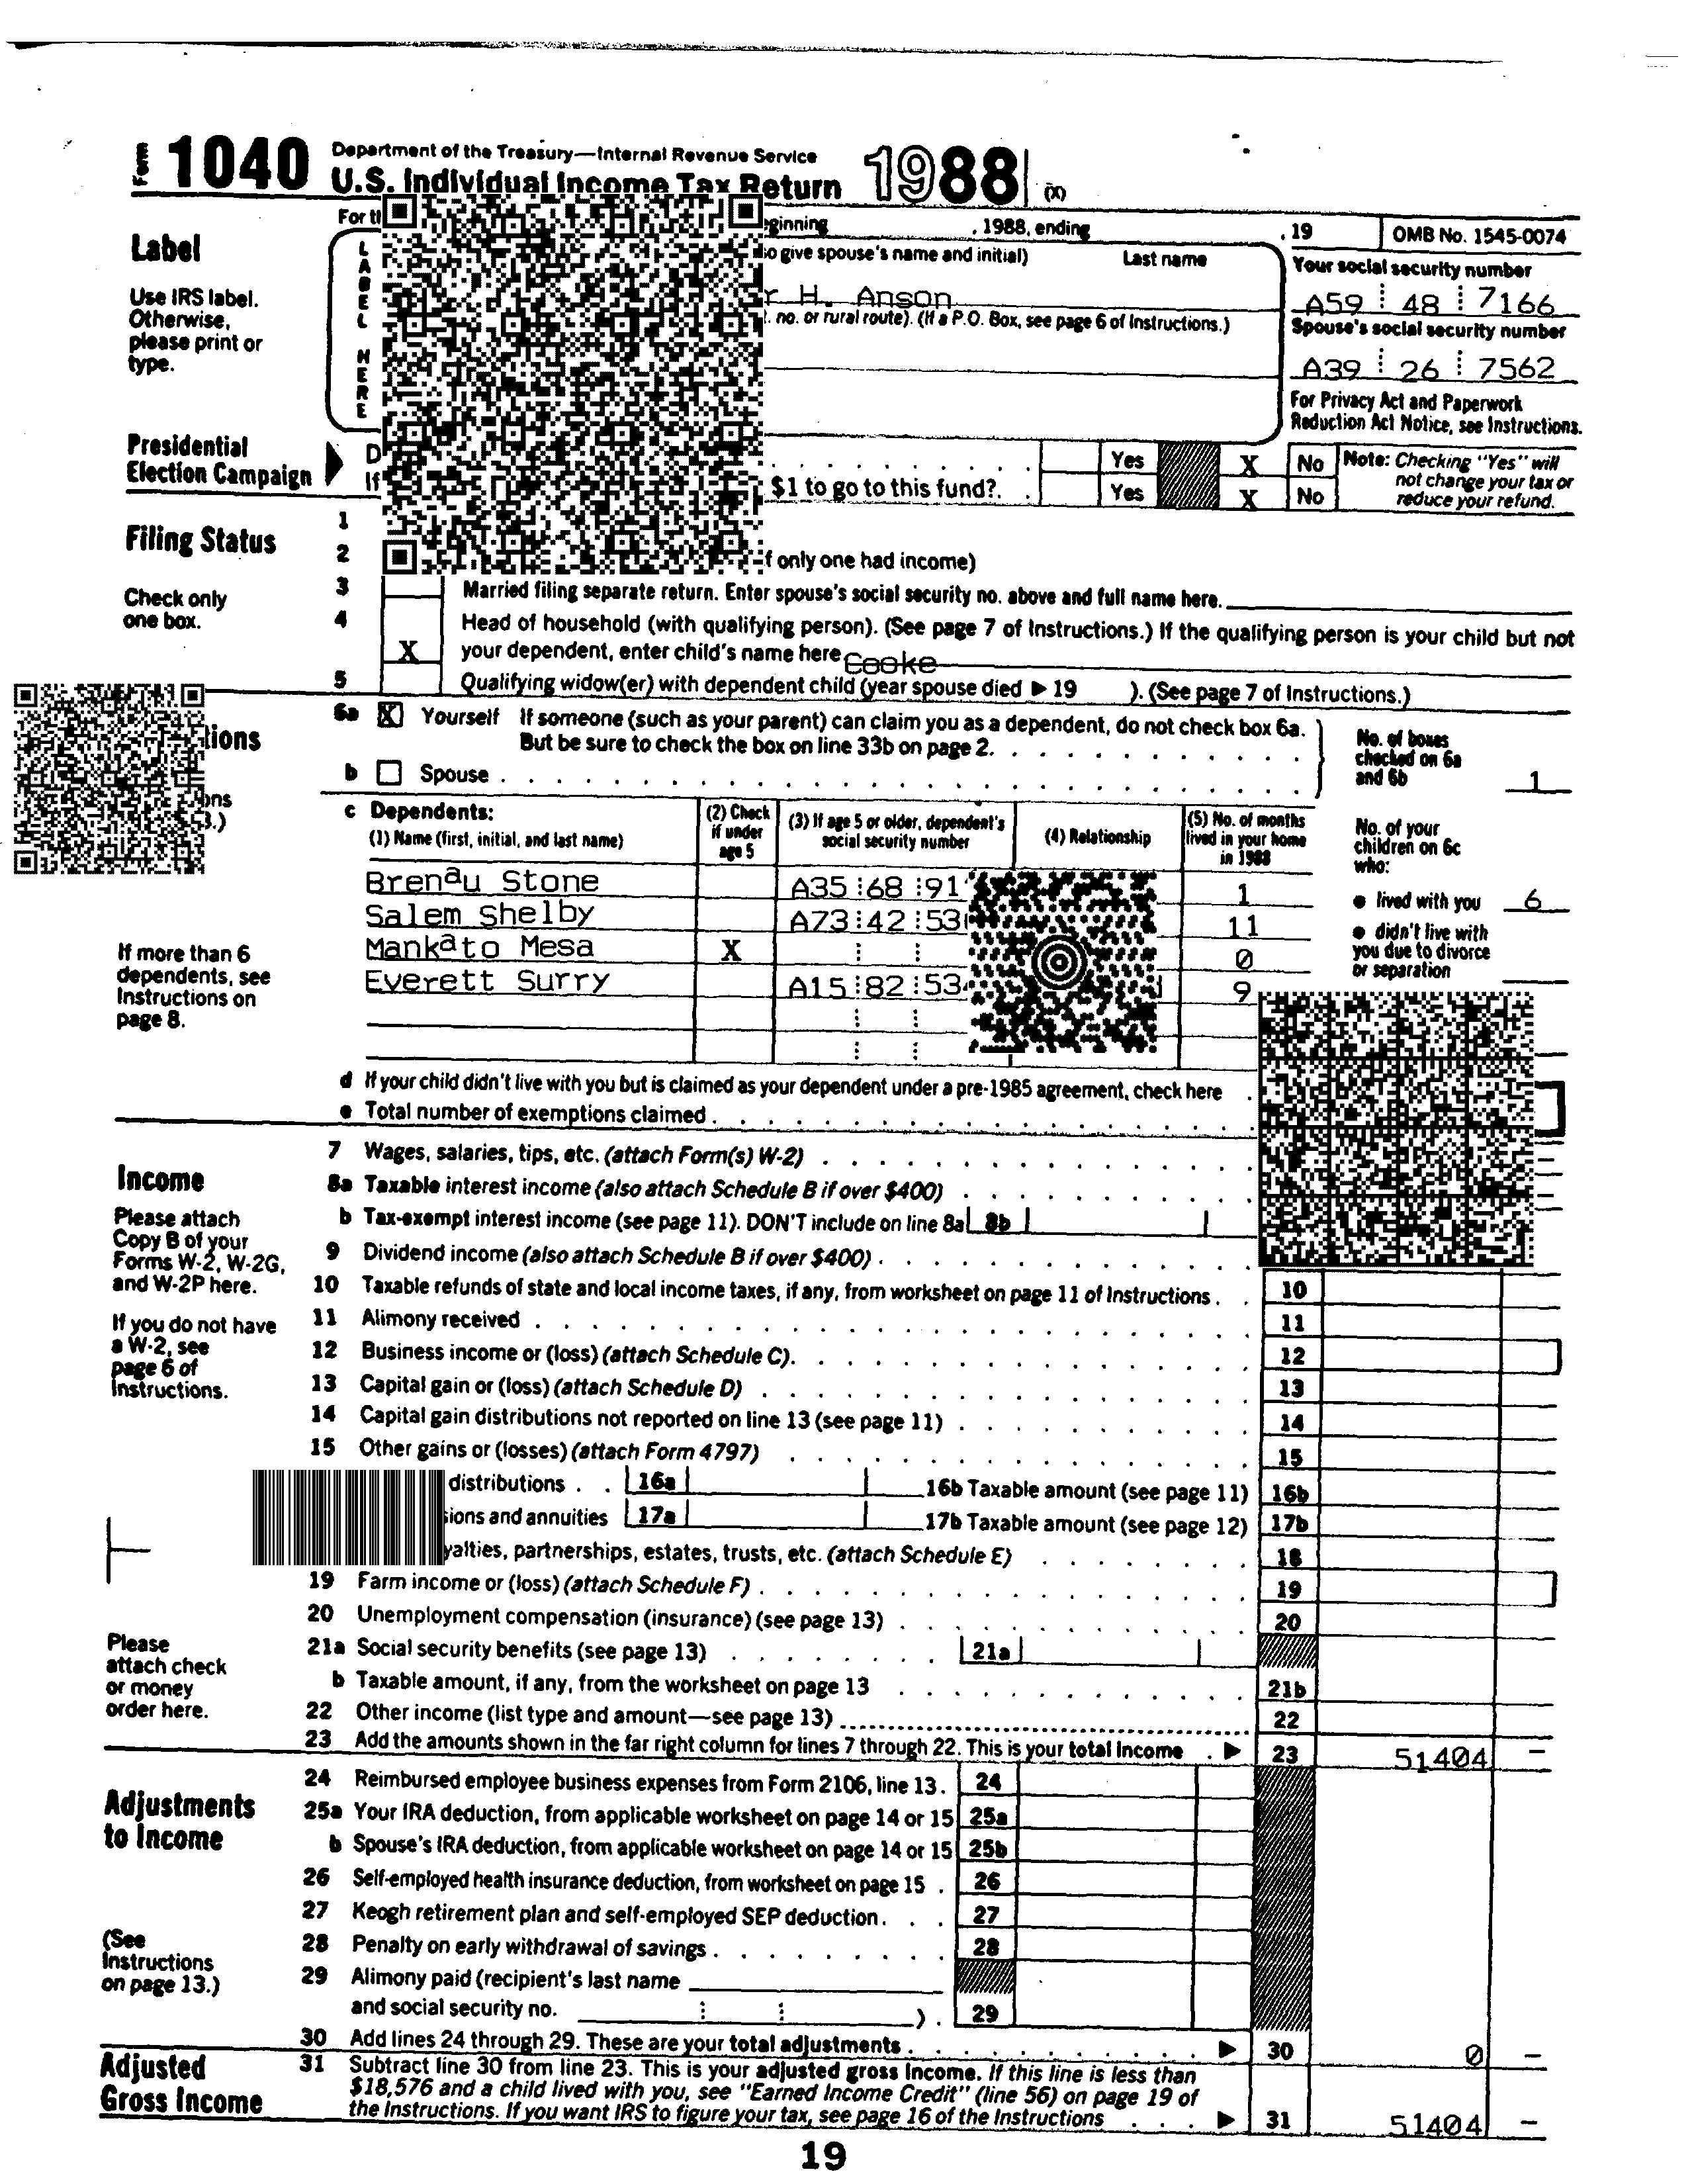 Form 1040 Department of the Treasury—Internal Revenue Service
U.S. Individual Income Tax Return 1988 (X)
For th ginning , 1988, ending , 19 OMB No. 1545-0074
Label
Use IRS label. Otherwise, please print or type.
LABEL HERE
so give spouse's name and initial) Last name
H. Anson
no. or rural route). (If a P.O. Box, see page 6 of Instructions.)
Your social security number
A59 48 7166
Spouse's social security number
A39 26 7562
For Privacy Act and Paperwork Reduction Act Notice, see Instructions.
Presidential Election Campaign
Yes X No
If $1 to go to this fund? Yes X No
Note: Checking "Yes" will not change your tax or reduce your refund.
Filing Status
Check only one box.
1
2 only one had income)
3 Married filing separate return. Enter spouse's social security no. above and full name here.
4 X Head of household (with qualifying person). (See page 7 of Instructions.) If the qualifying person is your child but not
your dependent, enter child's name here Cooke
5 Qualifying widow(er) with dependent child (year spouse died ▶ 19 ). (See page 7 of Instructions.)
6a X Yourself If someone (such as your parent) can claim you as a dependent, do not check box 6a.
But be sure to check the box on line 33b on page 2.
b Spouse
No. of boxes checked on 6a and 6b 1
c Dependents:
(1) Name (first, initial, and last name) (2) Check if under age 5 (3) If age 5 or older, dependent's social security number (4) Relationship (5) No. of months lived in your home in 1988
Brenau Stone A35 68 91 1
Salem Shelby A73 42 53 11
Mankato Mesa X 0
Everett Surry A15 82 53 9
If more than 6 dependents, see Instructions on page 8.
No. of your children on 6c who:
● lived with you 6
● didn't live with you due to divorce or separation
d If your child didn't live with you but is claimed as your dependent under a pre-1985 agreement, check here
e Total number of exemptions claimed
Income
Please attach Copy B of your Forms W-2, W-2G, and W-2P here.
If you do not have a W-2, see page 6 of Instructions.
7 Wages, salaries, tips, etc. (attach Form(s) W-2)
8a Taxable interest income (also attach Schedule B if over $400)
b Tax-exempt interest income (see page 11). DON'T include on line 8a 8b
9 Dividend income (also attach Schedule B if over $400)
10 Taxable refunds of state and local income taxes, if any, from worksheet on page 11 of Instructions 10
11 Alimony received 11
12 Business income or (loss) (attach Schedule C) 12
13 Capital gain or (loss) (attach Schedule D) 13
14 Capital gain distributions not reported on line 13 (see page 11) 14
15 Other gains or (losses) (attach Form 4797) 15
distributions 16a 16b Taxable amount (see page 11) 16b
and annuities 17a 17b Taxable amount (see page 12) 17b
partnerships, estates, trusts, etc. (attach Schedule E) 18
19 Farm income or (loss) (attach Schedule F) 19
20 Unemployment compensation (insurance) (see page 13) 20
21a Social security benefits (see page 13) 21a
b Taxable amount, if any, from the worksheet on page 13 21b
22 Other income (list type and amount—see page 13) 22
23 Add the amounts shown in the far right column for lines 7 through 22. This is your total income ▶ 23 51404 –
Please attach check or money order here.
Adjustments to Income
(See Instructions on page 13.)
24 Reimbursed employee business expenses from Form 2106, line 13 24
25a Your IRA deduction, from applicable worksheet on page 14 or 15 25a
b Spouse's IRA deduction, from applicable worksheet on page 14 or 15 25b
26 Self-employed health insurance deduction, from worksheet on page 15 26
27 Keogh retirement plan and self-employed SEP deduction 27
28 Penalty on early withdrawal of savings 28
29 Alimony paid (recipient's last name
and social security no. ) 29
30 Add lines 24 through 29. These are your total adjustments ▶ 30 0 –
Adjusted Gross Income
31 Subtract line 30 from line 23. This is your adjusted gross income. If this line is less than
$18,576 and a child lived with you, see "Earned Income Credit" (line 56) on page 19 of
the Instructions. If you want IRS to figure your tax, see page 16 of the Instructions ▶ 31 51404 –
19